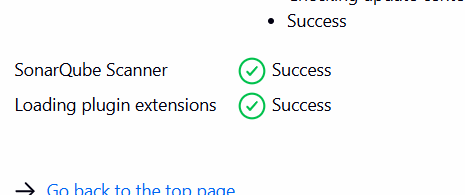 • Success
SonarQube Scanner Success
Loading plugin extensions Success
→ Go back to the top page